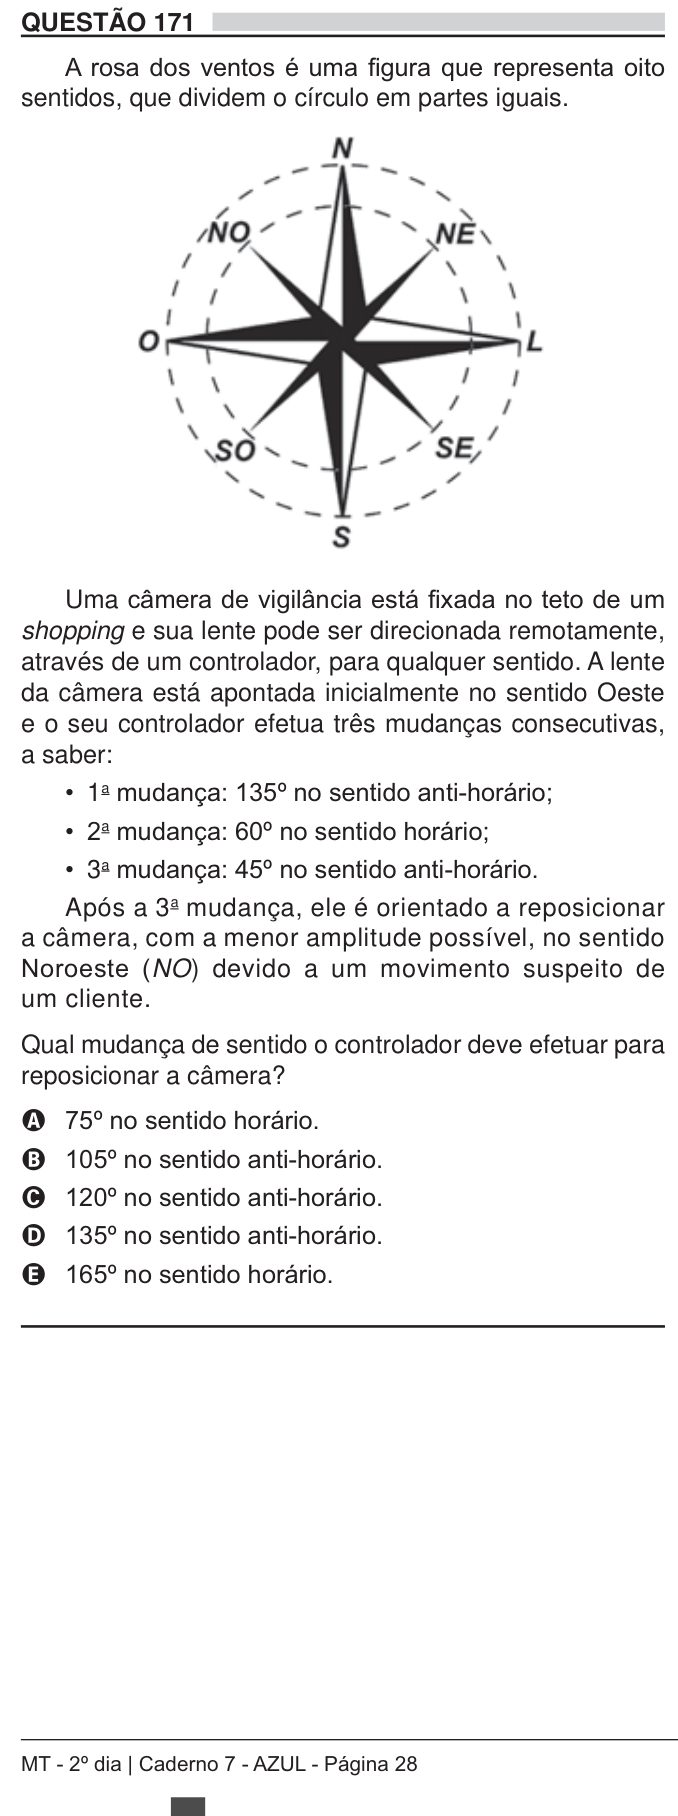 QUESTÃO 171
A rosa dos ventos é uma figura que representa oito
sentidos, que dividem o círculo em partes iguais.
N
NO
NE
O
L
SO
SE
S
Uma câmera de vigilância está fixada no teto de um
shopping e sua lente pode ser direcionada remotamente,
através de um controlador, para qualquer sentido. A lente
da câmera está apontada inicialmente no sentido Oeste
e o seu controlador efetua três mudanças consecutivas,
a saber:
• 1ª mudança: 135º no sentido anti-horário;
• 2ª mudança: 60º no sentido horário;
• 3ª mudança: 45º no sentido anti-horário.
Após a 3ª mudança, ele é orientado a reposicionar
a câmera, com a menor amplitude possível, no sentido
Noroeste (NO) devido a um movimento suspeito de
um cliente.
Qual mudança de sentido o controlador deve efetuar para
reposicionar a câmera?
A 75º no sentido horário.
B 105º no sentido anti-horário.
C 120º no sentido anti-horário.
D 135º no sentido anti-horário.
E 165º no sentido horário.
MT - 2º dia | Caderno 7 - AZUL - Página 28